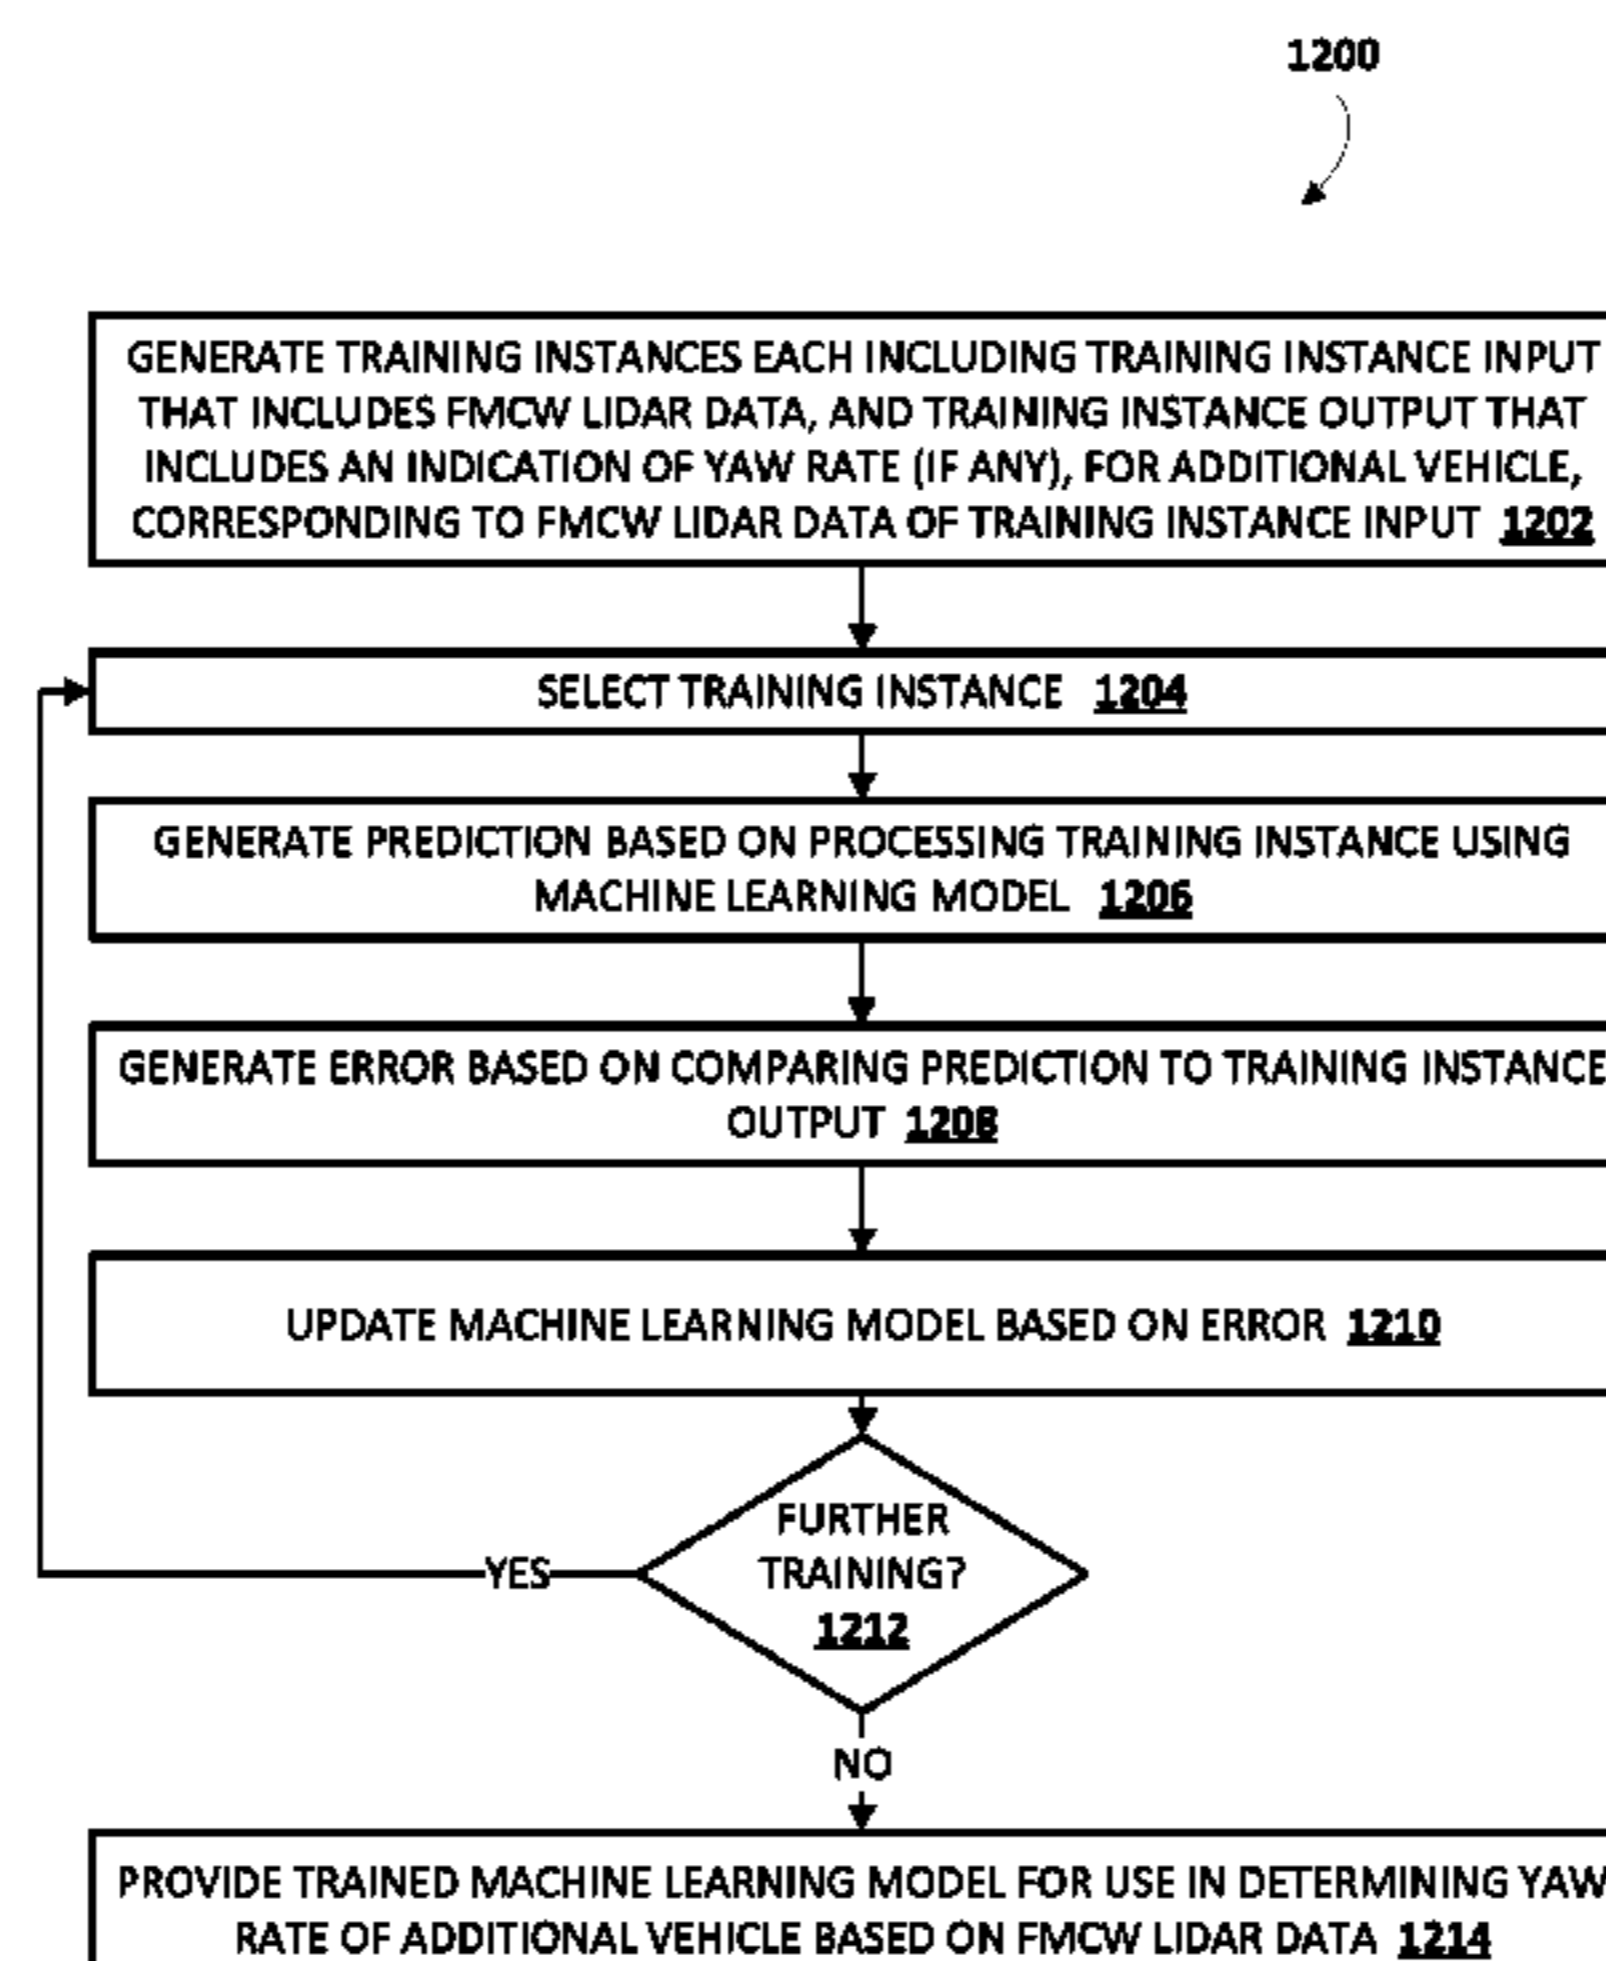 1200
GENERATE TRAINING INSTANCES EACH INCLUDING TRAINING INSTANCE INPUT
THAT INCLUDES FMCW LIDAR DATA, AND TRAINING INSTANCE OUTPUT THAT
INCLUDES AN INDICATION OF YAW RATE (IF ANY), FOR ADDITIONAL VEHICLE,
CORRESPONDING TO FMCW LIDAR DATA OF TRAINING INSTANCE INPUT 1202
SELECT TRAINING INSTANCE 1204
GENERATE PREDICTION BASED ON PROCESSING TRAINING INSTANCE USING
MACHINE LEARNING MODEL 1206
GENERATE ERROR BASED ON COMPARING PREDICTION TO TRAINING INSTANCE
OUTPUT 1208
UPDATE MACHINE LEARNING MODEL BASED ON ERROR 1210
FURTHER
TRAINING?
1212
YES
NO
PROVIDE TRAINED MACHINE LEARNING MODEL FOR USE IN DETERMINING YAW
RATE OF ADDITIONAL VEHICLE BASED ON FMCW LIDAR DATA 1214